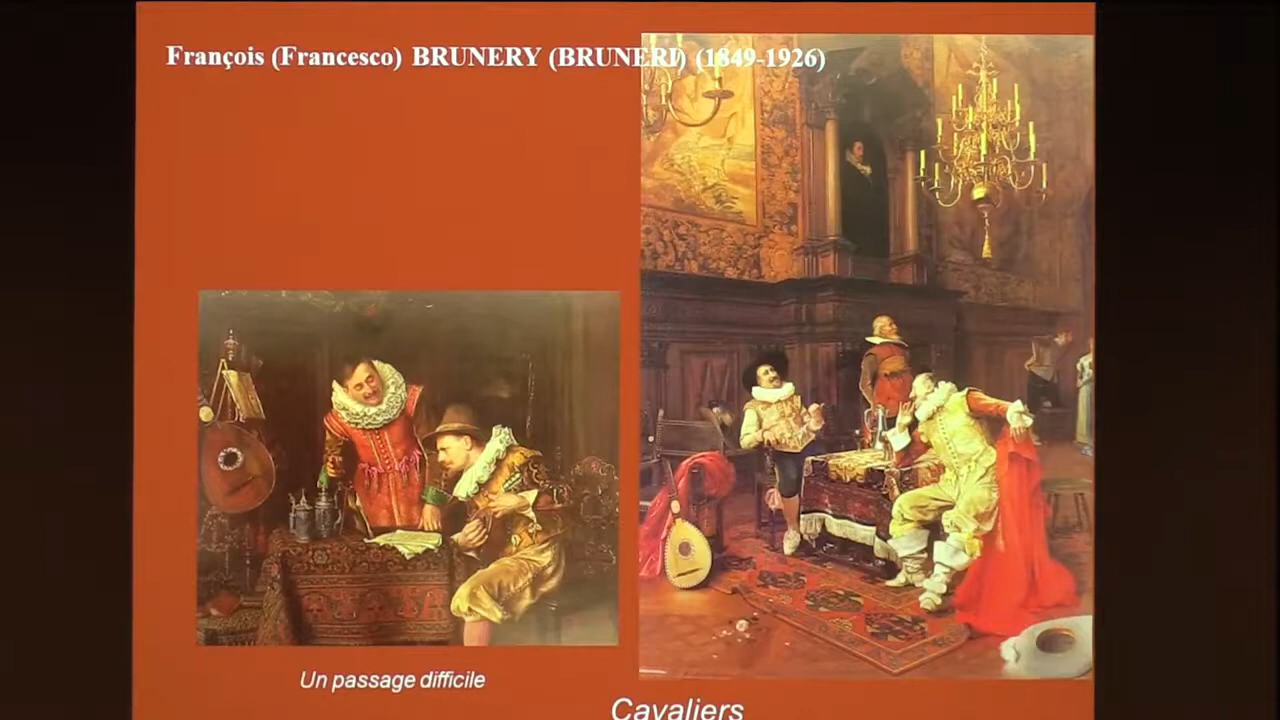 François (Francesco) BRUNERY (BRUNERI) (1849-1926)
Un passage difficile
Cavaliers